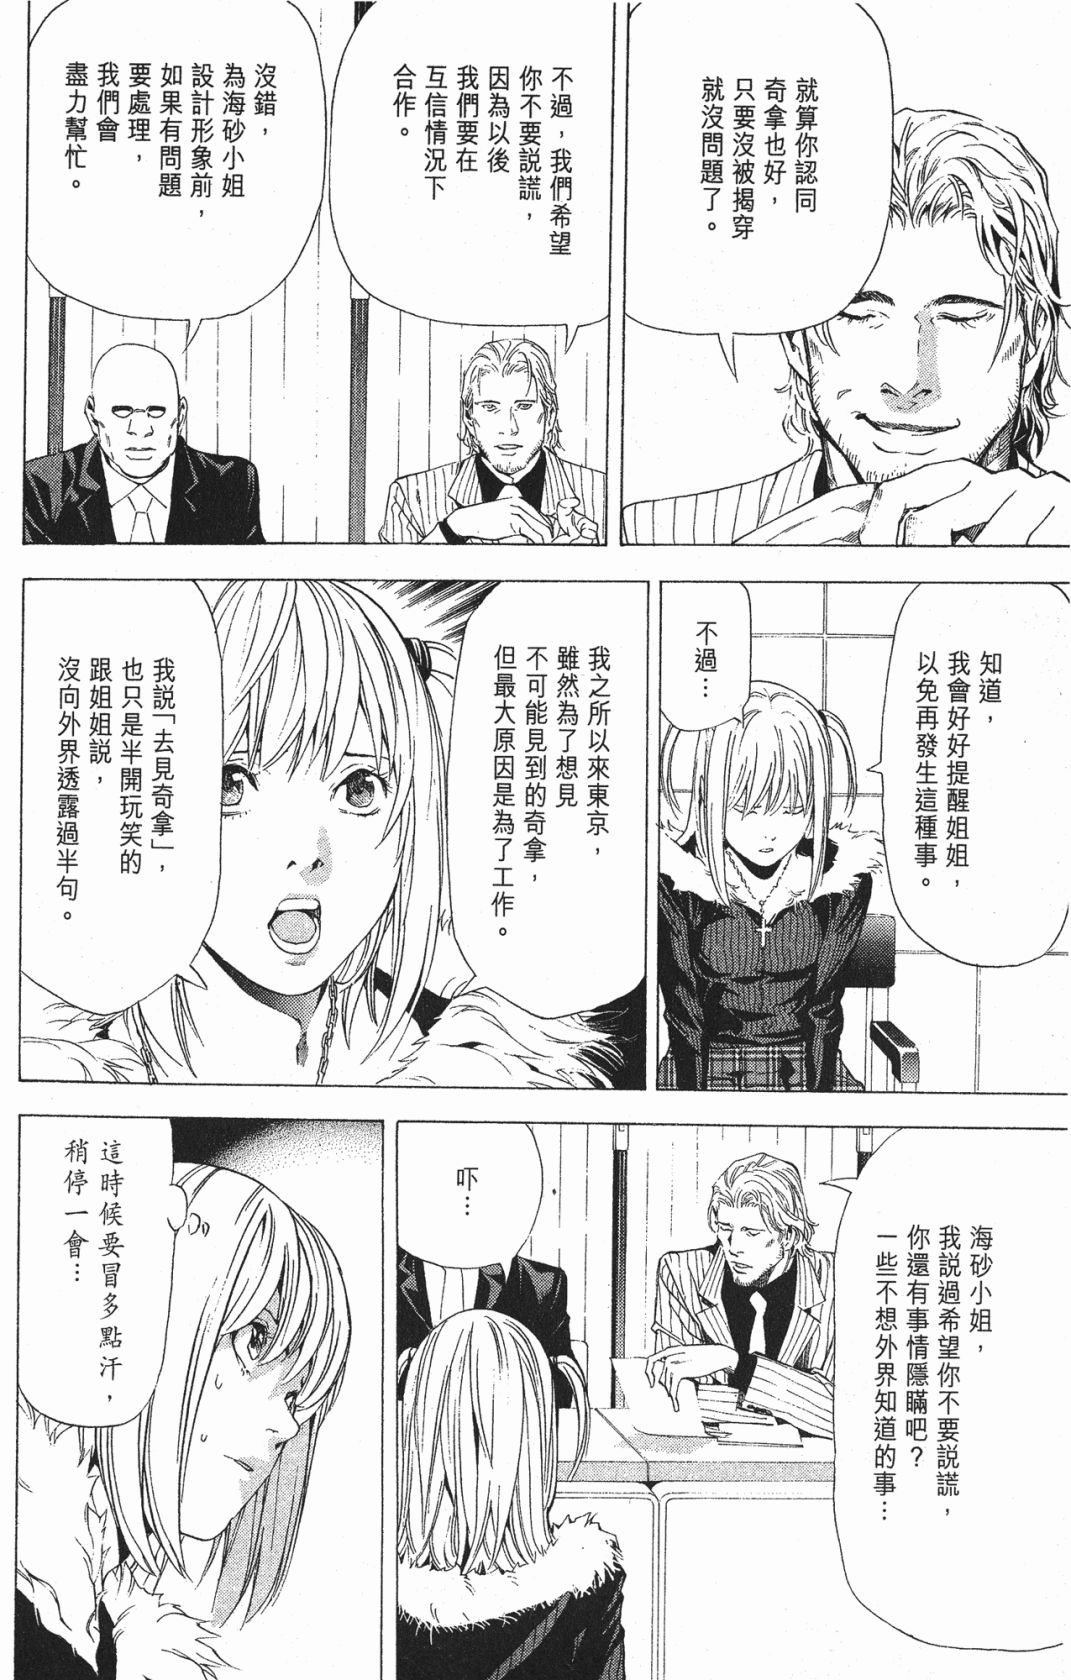 就算你認同
奇拿也好，
只要沒被揭穿
就沒問題了。
不過，我們希望
你不要說謊，
因為以後
我們要在
互信情況下
合作。
沒錯，
為海砂小姐
設計形象前，
如果有問題
要處理，
我們會
盡力幫忙。
知道，
我會好好提醒姐姐，
以免再發生這種事。
不過…
我之所以來東京，
雖然為了想見
不可能見到的奇拿，
但最大原因是為了工作。
我說「去見奇拿」，
也只是半開玩笑的
跟姐姐說，
沒向外界透露過半句。
海砂小姐，
我說過希望你不要說謊，
你還有事情隱瞞吧？
一些不想外界知道的事…
吓…
這時候要冒多點汗，
稍停一會…